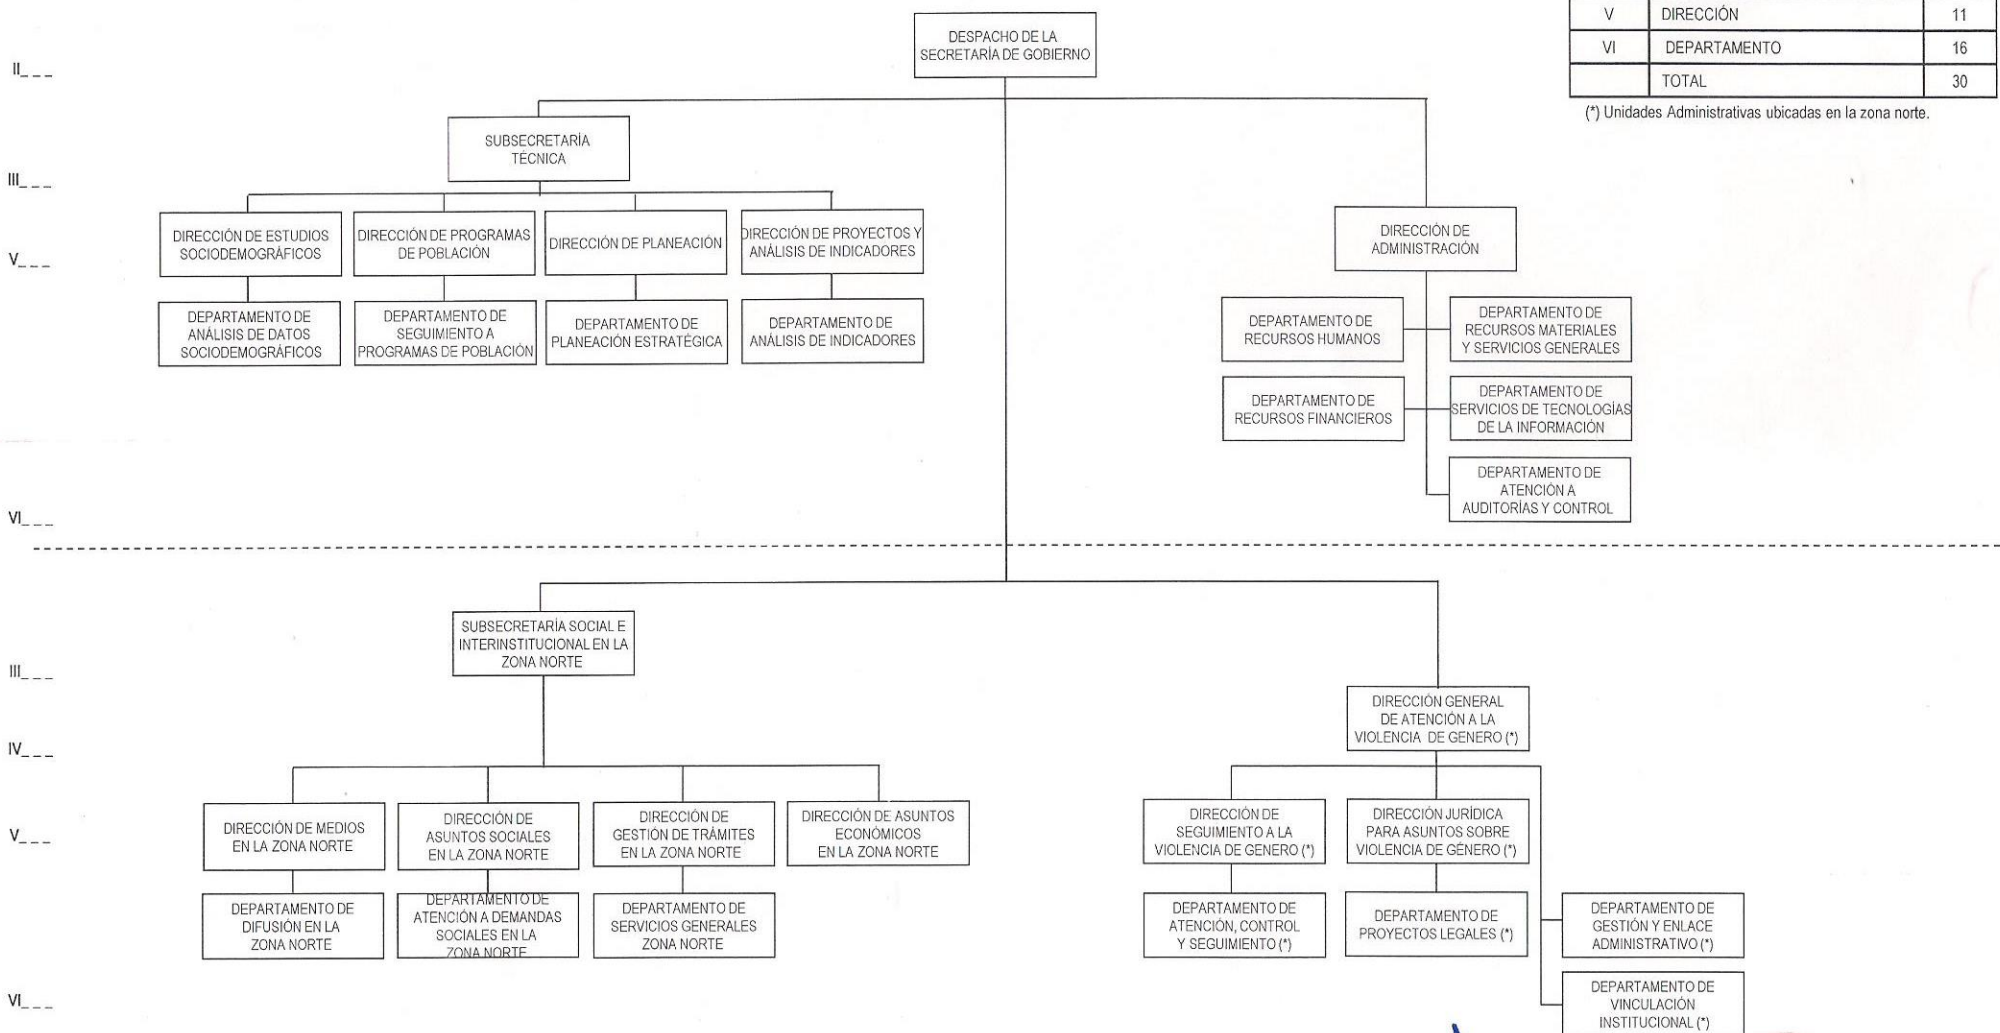 V DIRECCIÓN 11
VI DEPARTAMENTO 16
TOTAL 30
(*) Unidades Administrativas ubicadas en la zona norte.
DESPACHO DE LA
SECRETARÍA DE GOBIERNO
II_ _ _
SUBSECRETARÍA
TÉCNICA
III_ _ _
DIRECCIÓN DE ESTUDIOS
SOCIODEMOGRÁFICOS
DIRECCIÓN DE PROGRAMAS
DE POBLACIÓN
DIRECCIÓN DE PLANEACIÓN
DIRECCIÓN DE PROYECTOS Y
ANÁLISIS DE INDICADORES
DIRECCIÓN DE
ADMINISTRACIÓN
V_ _ _
DEPARTAMENTO DE
ANÁLISIS DE DATOS
SOCIODEMOGRÁFICOS
DEPARTAMENTO DE
SEGUIMIENTO A
PROGRAMAS DE POBLACIÓN
DEPARTAMENTO DE
PLANEACIÓN ESTRATÉGICA
DEPARTAMENTO DE
ANÁLISIS DE INDICADORES
DEPARTAMENTO DE
RECURSOS HUMANOS
DEPARTAMENTO DE
RECURSOS MATERIALES
Y SERVICIOS GENERALES
DEPARTAMENTO DE
RECURSOS FINANCIEROS
DEPARTAMENTO DE
SERVICIOS DE TECNOLOGÍAS
DE LA INFORMACIÓN
DEPARTAMENTO DE
ATENCIÓN A
AUDITORÍAS Y CONTROL
VI_ _ _
SUBSECRETARÍA SOCIAL E
INTERINSTITUCIONAL EN LA
ZONA NORTE
III_ _ _
DIRECCIÓN GENERAL
DE ATENCIÓN A LA
VIOLENCIA DE GENERO (*)
IV_ _ _
DIRECCIÓN DE MEDIOS
EN LA ZONA NORTE
DIRECCIÓN DE
ASUNTOS SOCIALES
EN LA ZONA NORTE
DIRECCIÓN DE
GESTIÓN DE TRÁMITES
EN LA ZONA NORTE
DIRECCIÓN DE ASUNTOS
ECONÓMICOS
EN LA ZONA NORTE
DIRECCIÓN DE
SEGUIMIENTO A LA
VIOLENCIA DE GENERO (*)
DIRECCIÓN JURÍDICA
PARA ASUNTOS SOBRE
VIOLENCIA DE GÉNERO (*)
V_ _ _
DEPARTAMENTO DE
DIFUSIÓN EN LA
ZONA NORTE
DEPARTAMENTO DE
ATENCIÓN A DEMANDAS
SOCIALES EN LA
ZONA NORTE
DEPARTAMENTO DE
SERVICIOS GENERALES
ZONA NORTE
DEPARTAMENTO DE
ATENCIÓN, CONTROL
Y SEGUIMIENTO (*)
DEPARTAMENTO DE
PROYECTOS LEGALES (*)
DEPARTAMENTO DE
GESTIÓN Y ENLACE
ADMINISTRATIVO (*)
VI_ _ _
DEPARTAMENTO DE
VINCULACIÓN
INSTITUCIONAL (*)